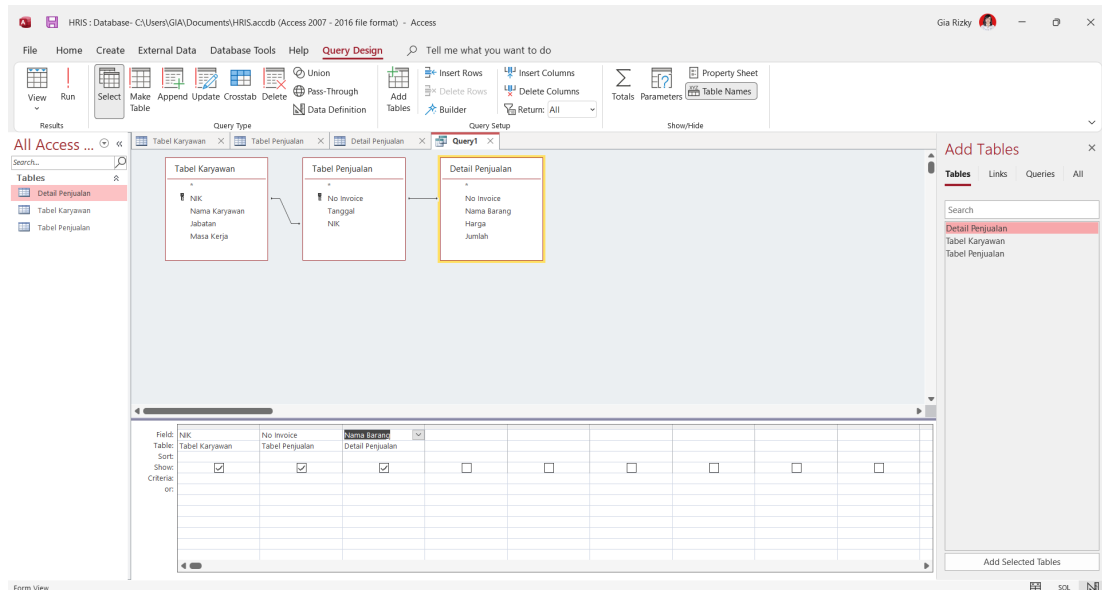 HRIS : Database- C:\Users\GIA\Documents\HRIS.accdb (Access 2007 - 2016 file format) - Access
Gia Rizky
File Home Create External Data Database Tools Help Query Design Tell me what you want to do
View Run Select Make Table Append Update Crosstab Delete
Union
Pass-Through
Data Definition
Add Tables
Insert Rows
Delete Rows
Builder
Insert Columns
Delete Columns
Return: All
Totals Parameters
Property Sheet
Table Names
Results Query Type Query Setup Show/Hide
All Access ...
Search...
Tables
Detail Penjualan
Tabel Karyawan
Tabel Penjualan
Tabel Karyawan Tabel Penjualan Detail Penjualan Query1
Tabel Karyawan
*
NIK
Nama Karyawan
Jabatan
Masa Kerja
Tabel Penjualan
*
No Invoice
Tanggal
NIK
Detail Penjualan
*
No Invoice
Nama Barang
Harga
Jumlah
Field: NIK No Invoice Nama Barang
Table: Tabel Karyawan Tabel Penjualan Detail Penjualan
Sort:
Show:
Criteria:
or:
Add Tables
Tables Links Queries All
Search
Detail Penjualan
Tabel Karyawan
Tabel Penjualan
Add Selected Tables
Form View
SQL